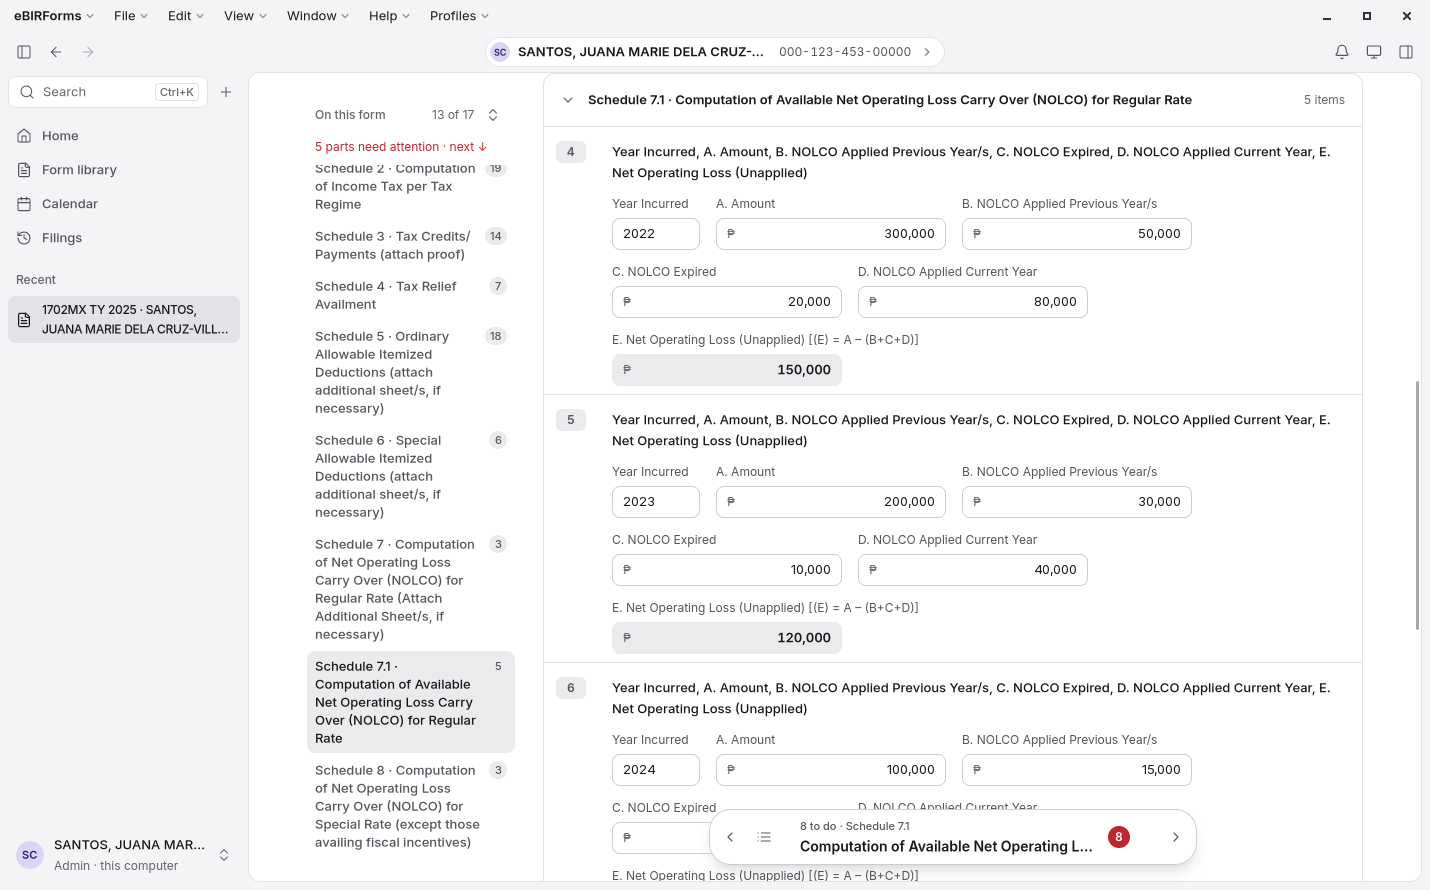 eBIRForms File Edit View Window Help Profiles
SC SANTOS, JUANA MARIE DELA CRUZ-... 000-123-453-00000
Search Ctrl+K
Home
Form library
Calendar
Filings
Recent
1702MX TY 2025 · SANTOS,
JUANA MARIE DELA CRUZ-VILL...
SC SANTOS, JUANA MAR...
Admin · this computer
On this form 13 of 17
5 parts need attention · next ↓
Schedule 2 · Computation 19
of Income Tax per Tax
Regime
Schedule 3 · Tax Credits/ 14
Payments (attach proof)
Schedule 4 · Tax Relief 7
Availment
Schedule 5 · Ordinary 18
Allowable Itemized
Deductions (attach
additional sheet/s, if
necessary)
Schedule 6 · Special 6
Allowable Itemized
Deductions (attach
additional sheet/s, if
necessary)
Schedule 7 · Computation 3
of Net Operating Loss
Carry Over (NOLCO) for
Regular Rate (Attach
Additional Sheet/s, if
necessary)
Schedule 7.1 · 5
Computation of Available
Net Operating Loss Carry
Over (NOLCO) for Regular
Rate
Schedule 8 · Computation 3
of Net Operating Loss
Carry Over (NOLCO) for
Special Rate (except those
availing fiscal incentives)
Schedule 7.1 · Computation of Available Net Operating Loss Carry Over (NOLCO) for Regular Rate 5 items
4 Year Incurred, A. Amount, B. NOLCO Applied Previous Year/s, C. NOLCO Expired, D. NOLCO Applied Current Year, E.
Net Operating Loss (Unapplied)
Year Incurred A. Amount B. NOLCO Applied Previous Year/s
2022 ₱ 300,000 ₱ 50,000
C. NOLCO Expired D. NOLCO Applied Current Year
₱ 20,000 ₱ 80,000
E. Net Operating Loss (Unapplied) [(E) = A – (B+C+D)]
₱ 150,000
5 Year Incurred, A. Amount, B. NOLCO Applied Previous Year/s, C. NOLCO Expired, D. NOLCO Applied Current Year, E.
Net Operating Loss (Unapplied)
Year Incurred A. Amount B. NOLCO Applied Previous Year/s
2023 ₱ 200,000 ₱ 30,000
C. NOLCO Expired D. NOLCO Applied Current Year
₱ 10,000 ₱ 40,000
E. Net Operating Loss (Unapplied) [(E) = A – (B+C+D)]
₱ 120,000
6 Year Incurred, A. Amount, B. NOLCO Applied Previous Year/s, C. NOLCO Expired, D. NOLCO Applied Current Year, E.
Net Operating Loss (Unapplied)
Year Incurred A. Amount B. NOLCO Applied Previous Year/s
2024 ₱ 100,000 ₱ 15,000
C. NOLCO Expired D. NOLCO Applied Current Year
₱
E. Net Operating Loss (Unapplied) [(E) = A – (B+C+D)]
8 to do · Schedule 7.1
Computation of Available Net Operating L... 8